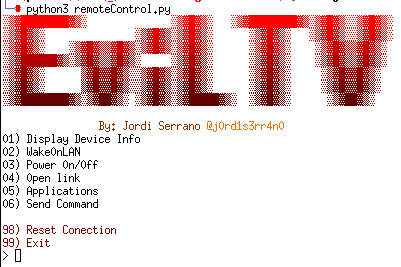 python3 remoteControl.py
EvilTV
By: Jordi Serrano @j0rd1s3rr4n0
01) Display Device Info
02) WakeOnLAN
03) Power On/Off
04) Open link
05) Applications
06) Send Command
98) Reset Conection
99) Exit
>